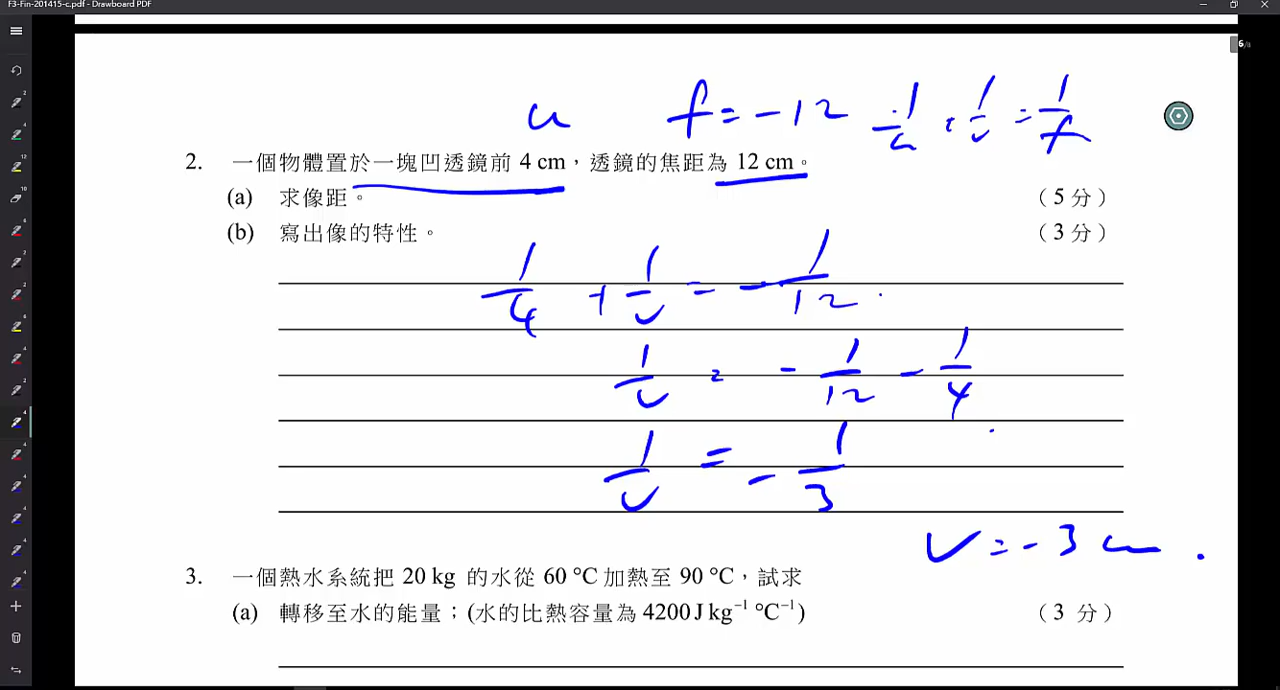 F3-Fin-201415-c.pdf - Drawboard PDF
6/8
u f = -12 1/u + 1/v = 1/f
2. 一個物體置於一塊凹透鏡前 4 cm，透鏡的焦距為 12 cm。
(a) 求像距。 （5 分）
(b) 寫出像的特性。 （3 分）
1/4 + 1/v = -1/12
1/v = -1/12 - 1/4
1/v = -1/3
v = -3 cm.
3. 一個熱水系統把 20 kg 的水從 60 °C 加熱至 90 °C，試求
(a) 轉移至水的能量；(水的比熱容量為 4200 J kg⁻¹ °C⁻¹) （3 分）